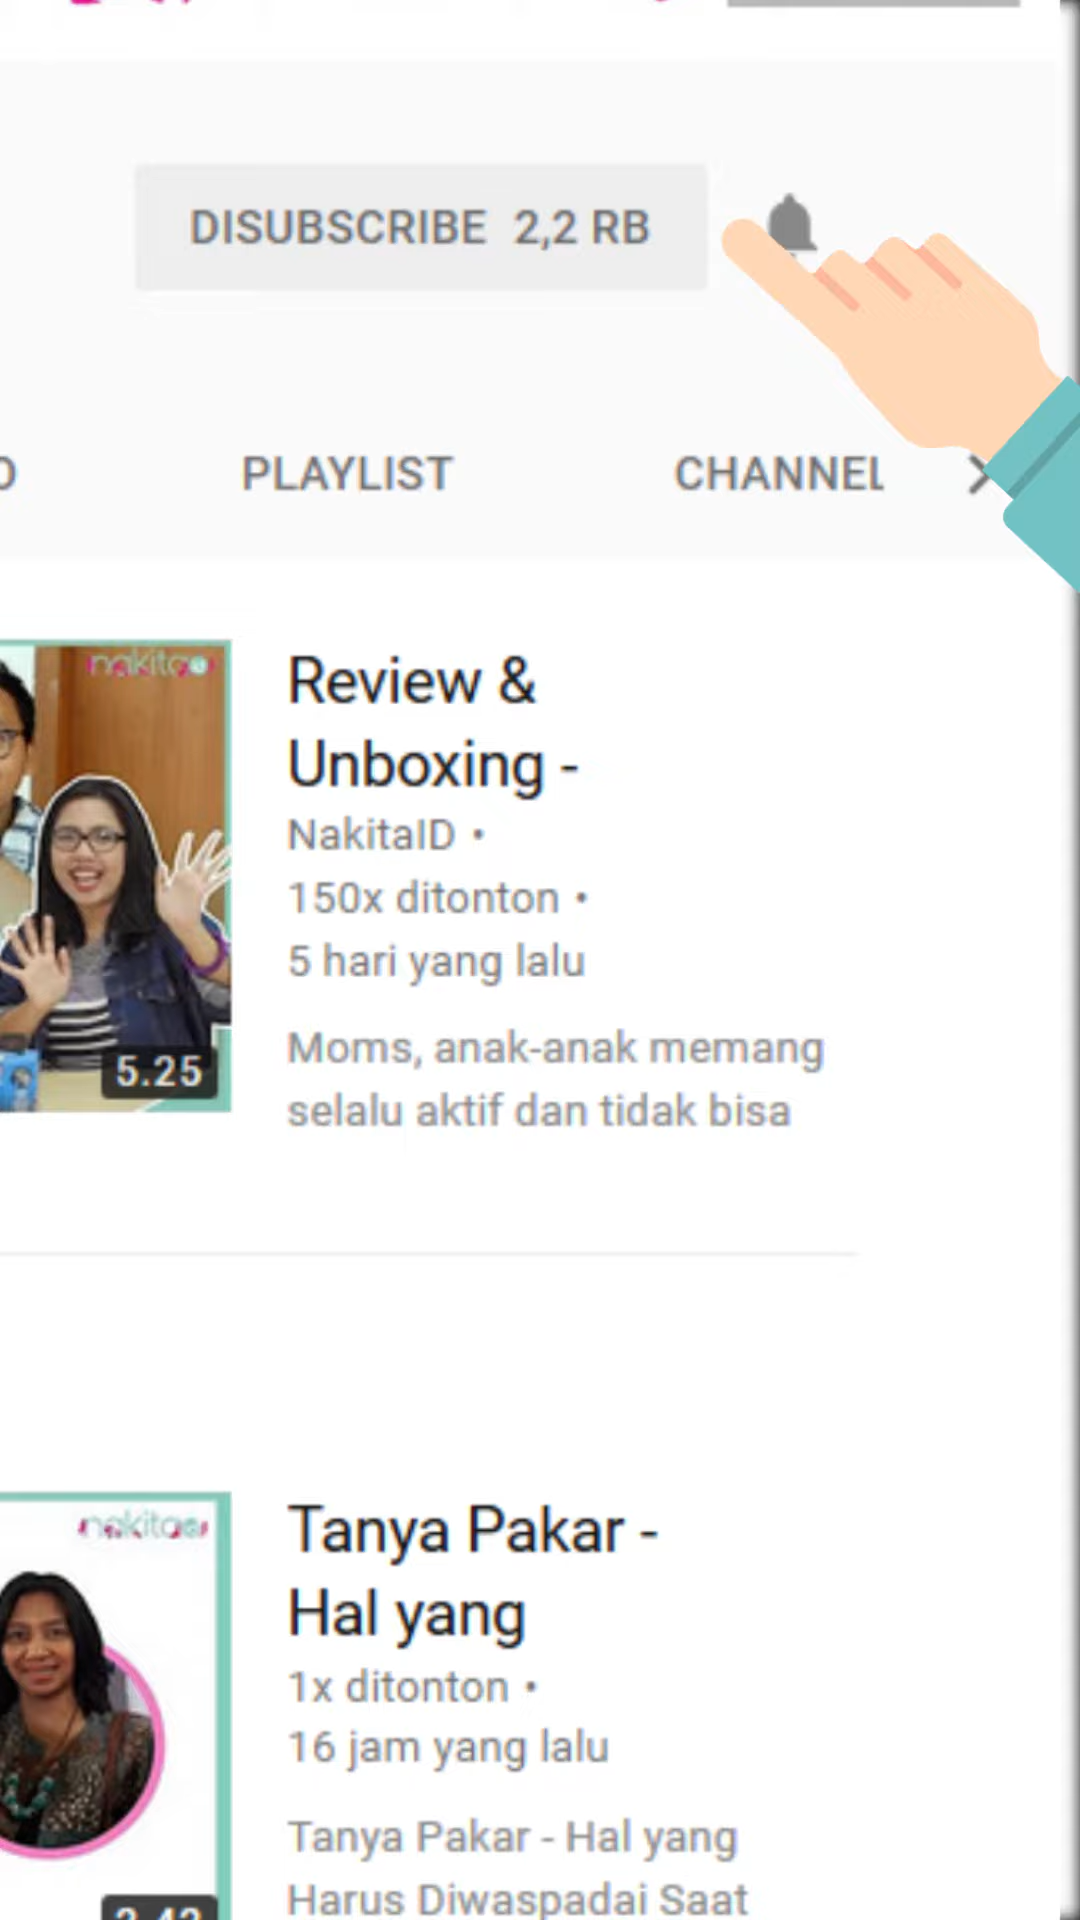 DISUBSCRIBE 2,2 RB
PLAYLIST CHANNEL
nakita
Review &
Unboxing -
NakitaID •
150x ditonton •
5 hari yang lalu
5.25
Moms, anak-anak memang
selalu aktif dan tidak bisa
nakita
Tanya Pakar -
Hal yang
1x ditonton •
16 jam yang lalu
Tanya Pakar - Hal yang
Harus Diwaspadai Saat